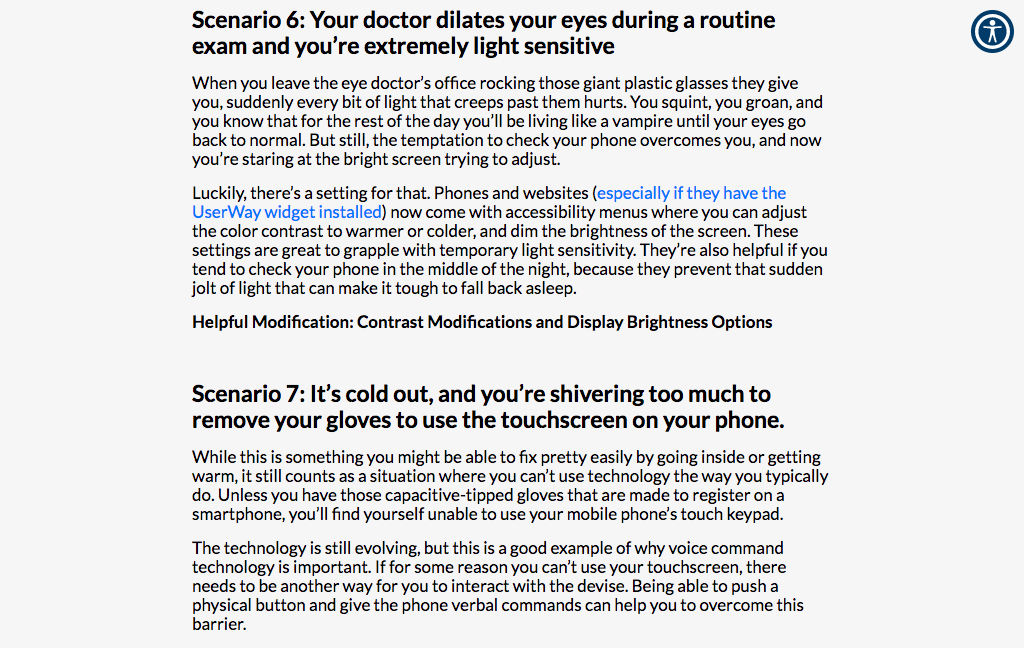 Scenario 6: Your doctor dilates your eyes during a routine
exam and you’re extremely light sensitive
When you leave the eye doctor’s office rocking those giant plastic glasses they give
you, suddenly every bit of light that creeps past them hurts. You squint, you groan, and
you know that for the rest of the day you’ll be living like a vampire until your eyes go
back to normal. But still, the temptation to check your phone overcomes you, and now
you’re staring at the bright screen trying to adjust.
Luckily, there’s a setting for that. Phones and websites (especially if they have the
UserWay widget installed) now come with accessibility menus where you can adjust
the color contrast to warmer or colder, and dim the brightness of the screen. These
settings are great to grapple with temporary light sensitivity. They’re also helpful if you
tend to check your phone in the middle of the night, because they prevent that sudden
jolt of light that can make it tough to fall back asleep.
Helpful Modification: Contrast Modifications and Display Brightness Options
Scenario 7: It’s cold out, and you’re shivering too much to
remove your gloves to use the touchscreen on your phone.
While this is something you might be able to fix pretty easily by going inside or getting
warm, it still counts as a situation where you can’t use technology the way you typically
do. Unless you have those capacitive-tipped gloves that are made to register on a
smartphone, you’ll find yourself unable to use your mobile phone’s touch keypad.
The technology is still evolving, but this is a good example of why voice command
technology is important. If for some reason you can’t use your touchscreen, there
needs to be another way for you to interact with the devise. Being able to push a
physical button and give the phone verbal commands can help you to overcome this
barrier.